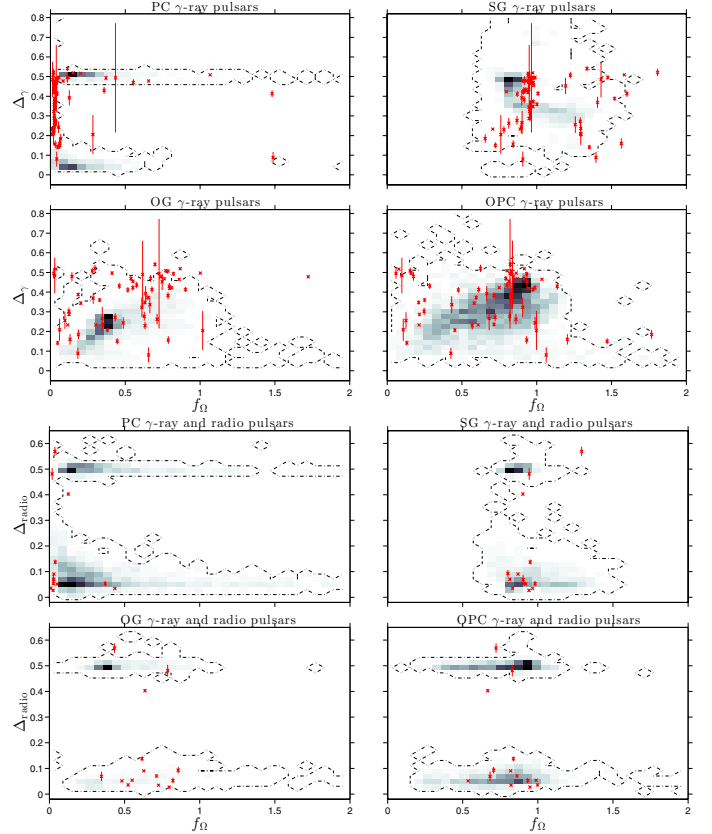 PC γ-ray pulsars
SG γ-ray pulsars
0.8
0.7
0.6
0.5
0.4
0.3
0.2
0.1
0
Δγ
OG γ-ray pulsars
OPC γ-ray pulsars
0.8
0.7
0.6
0.5
0.4
0.3
0.2
0.1
0
Δγ
0 0.5 1 1.5 2
0 0.5 1 1.5 2
fΩ
fΩ
PC γ-ray and radio pulsars
SG γ-ray and radio pulsars
0.6
0.5
0.4
0.3
0.2
0.1
0
Δradio
OG γ-ray and radio pulsars
OPC γ-ray and radio pulsars
0.6
0.5
0.4
0.3
0.2
0.1
0
Δradio
0 0.5 1 1.5 2
0 0.5 1 1.5 2
fΩ
fΩ